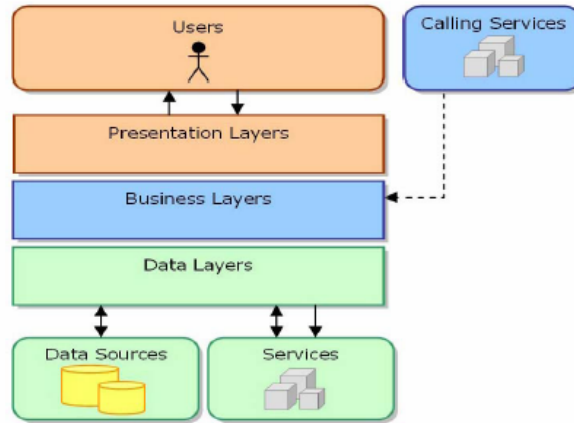 Users
Calling Services
Presentation Layers
Business Layers
Data Layers
Data Sources
Services